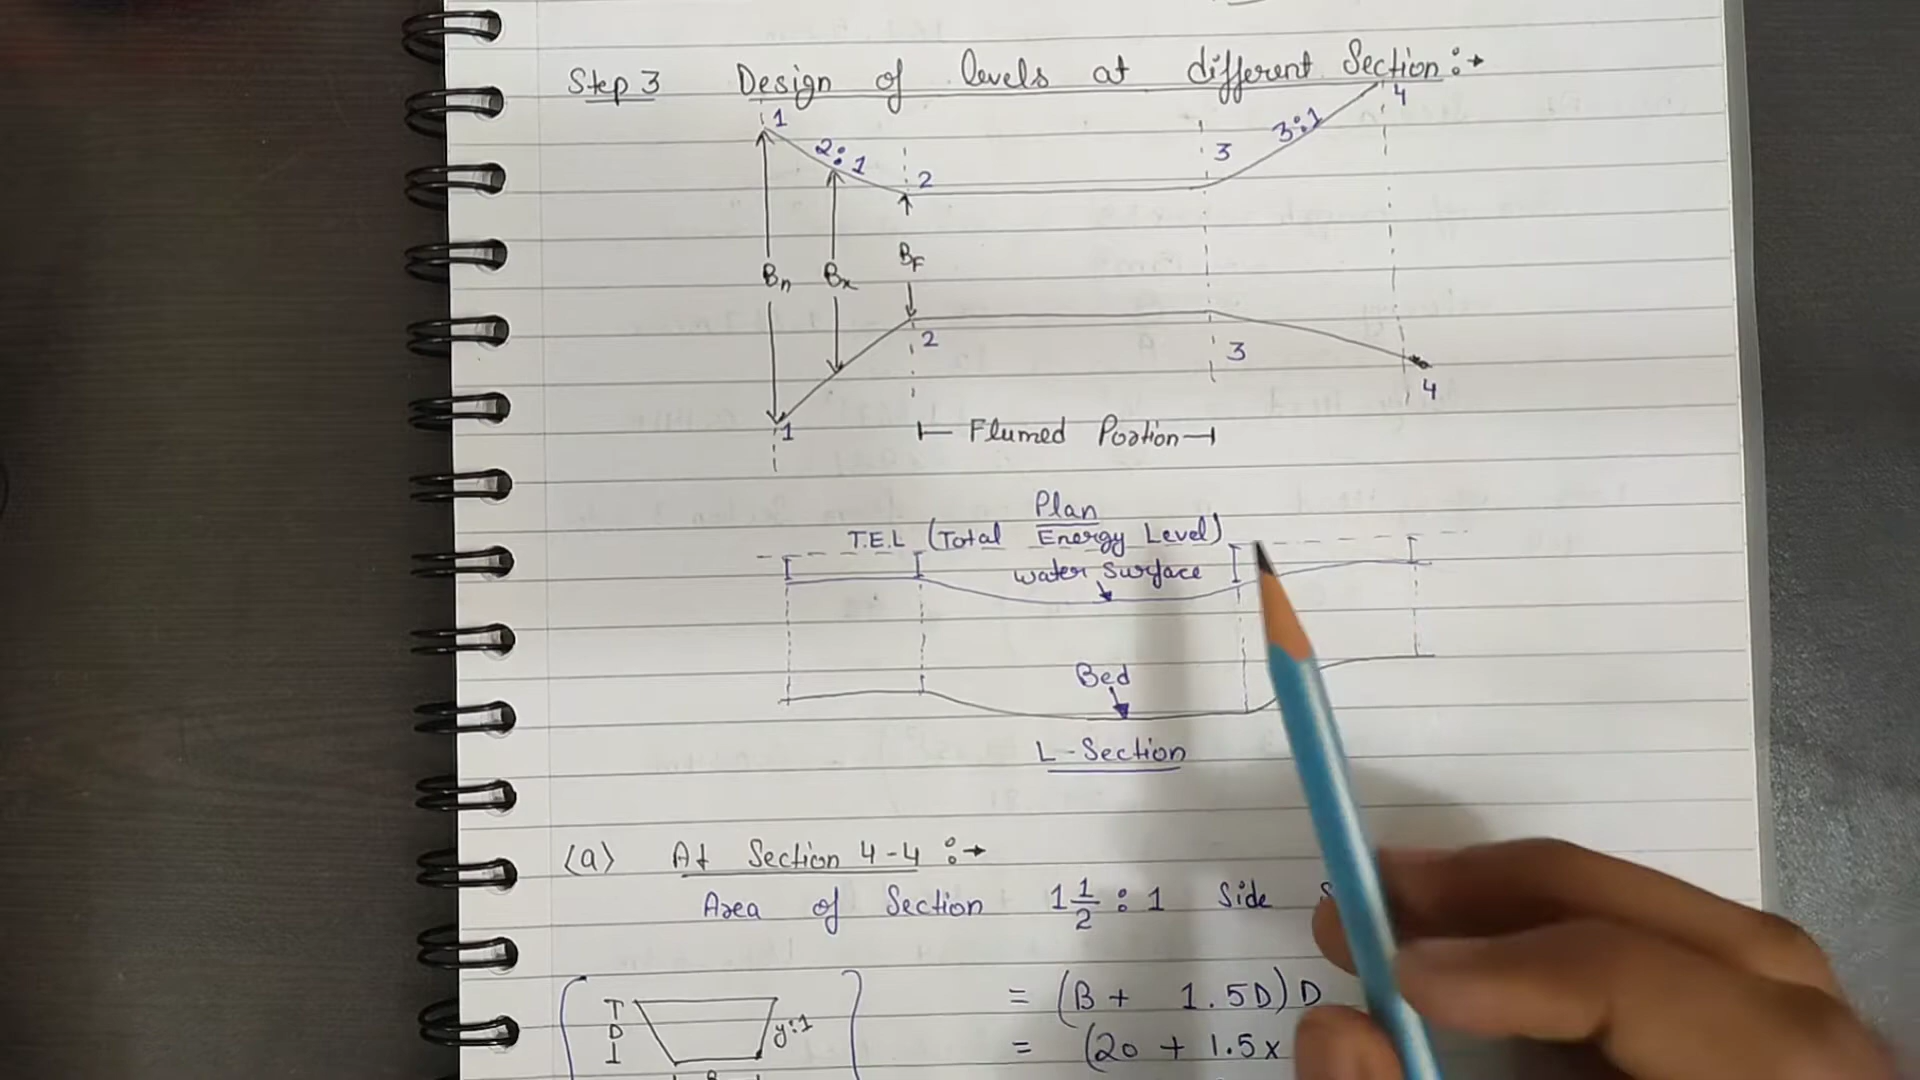 Step 3 Design of levels at different Section :→
1 4
2:1 3:1
2 3
Bn Bx BF
2 3
1 4
Flumed Portion
Plan
T.E.L (Total Energy Level)
Water Surface
Bed
L-Section
(a) At Section 4-4 :→
Area of Section 1 1/2 : 1 Side S
= (B + 1.5D) D
D y:1
= (20 + 1.5x